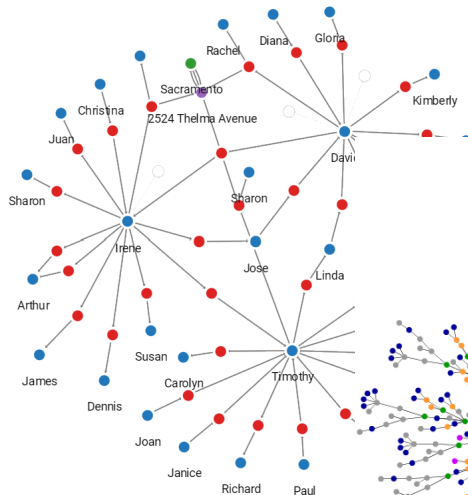 Rachel
Diana
Gloria
Kimberly
Sacramento
2524 Thelma Avenue
Christina
Juan
Davi
Sharon
Sharon
Irene
Jose
Linda
Arthur
Susan
James
Timothy
Carolyn
Dennis
Joan
Janice
Richard
Paul